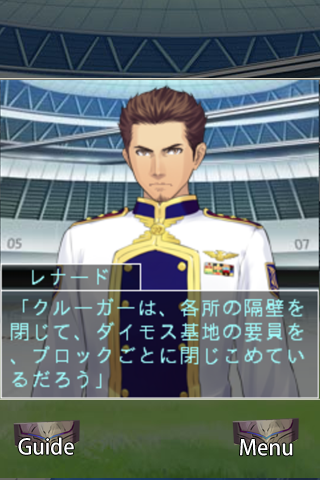 05
07
レナード
「クルーガーは、各所の隔壁を
閉じて、ダイモス基地の要員を
、ブロックごとに閉じこめてい
るだろう」
Guide
Menu